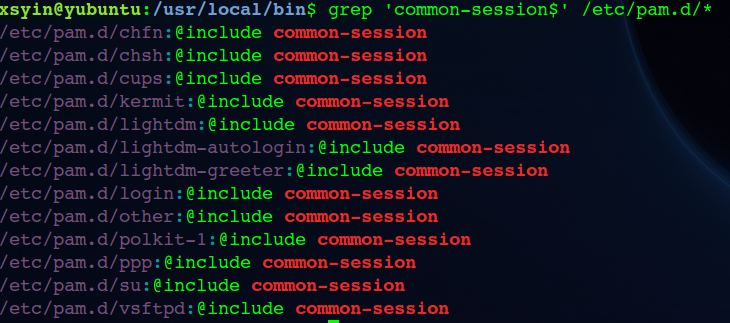 xsyin@yubuntu:/usr/local/bin$ grep 'common-session$' /etc/pam.d/*
/etc/pam.d/chfn:@include common-session
/etc/pam.d/chsh:@include common-session
/etc/pam.d/cups:@include common-session
/etc/pam.d/kermit:@include common-session
/etc/pam.d/lightdm:@include common-session
/etc/pam.d/lightdm-autologin:@include common-session
/etc/pam.d/lightdm-greeter:@include common-session
/etc/pam.d/login:@include common-session
/etc/pam.d/other:@include common-session
/etc/pam.d/polkit-1:@include common-session
/etc/pam.d/ppp:@include common-session
/etc/pam.d/su:@include common-session
/etc/pam.d/vsftpd:@include common-session